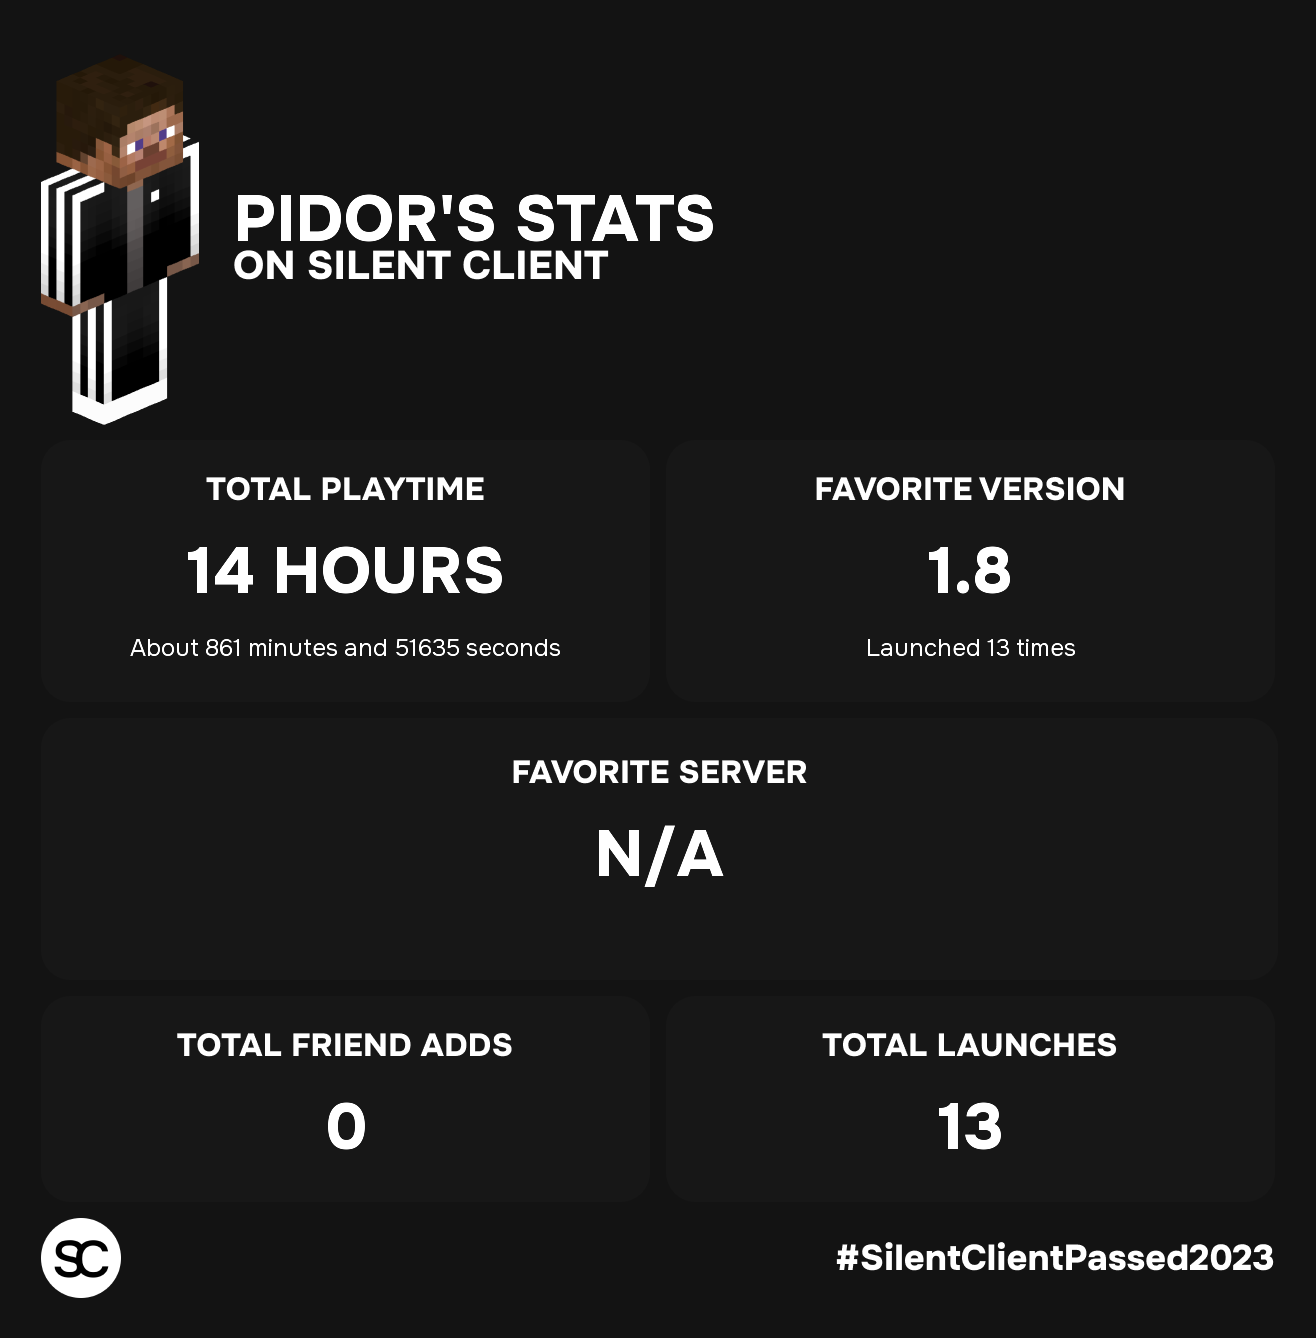 PIDOR'S STATS
ON SILENT CLIENT
TOTAL PLAYTIME
14 HOURS
About 861 minutes and 51635 seconds
FAVORITE VERSION
1.8
Launched 13 times
FAVORITE SERVER
N/A
TOTAL FRIEND ADDS
0
TOTAL LAUNCHES
13
SC
#SilentClientPassed2023